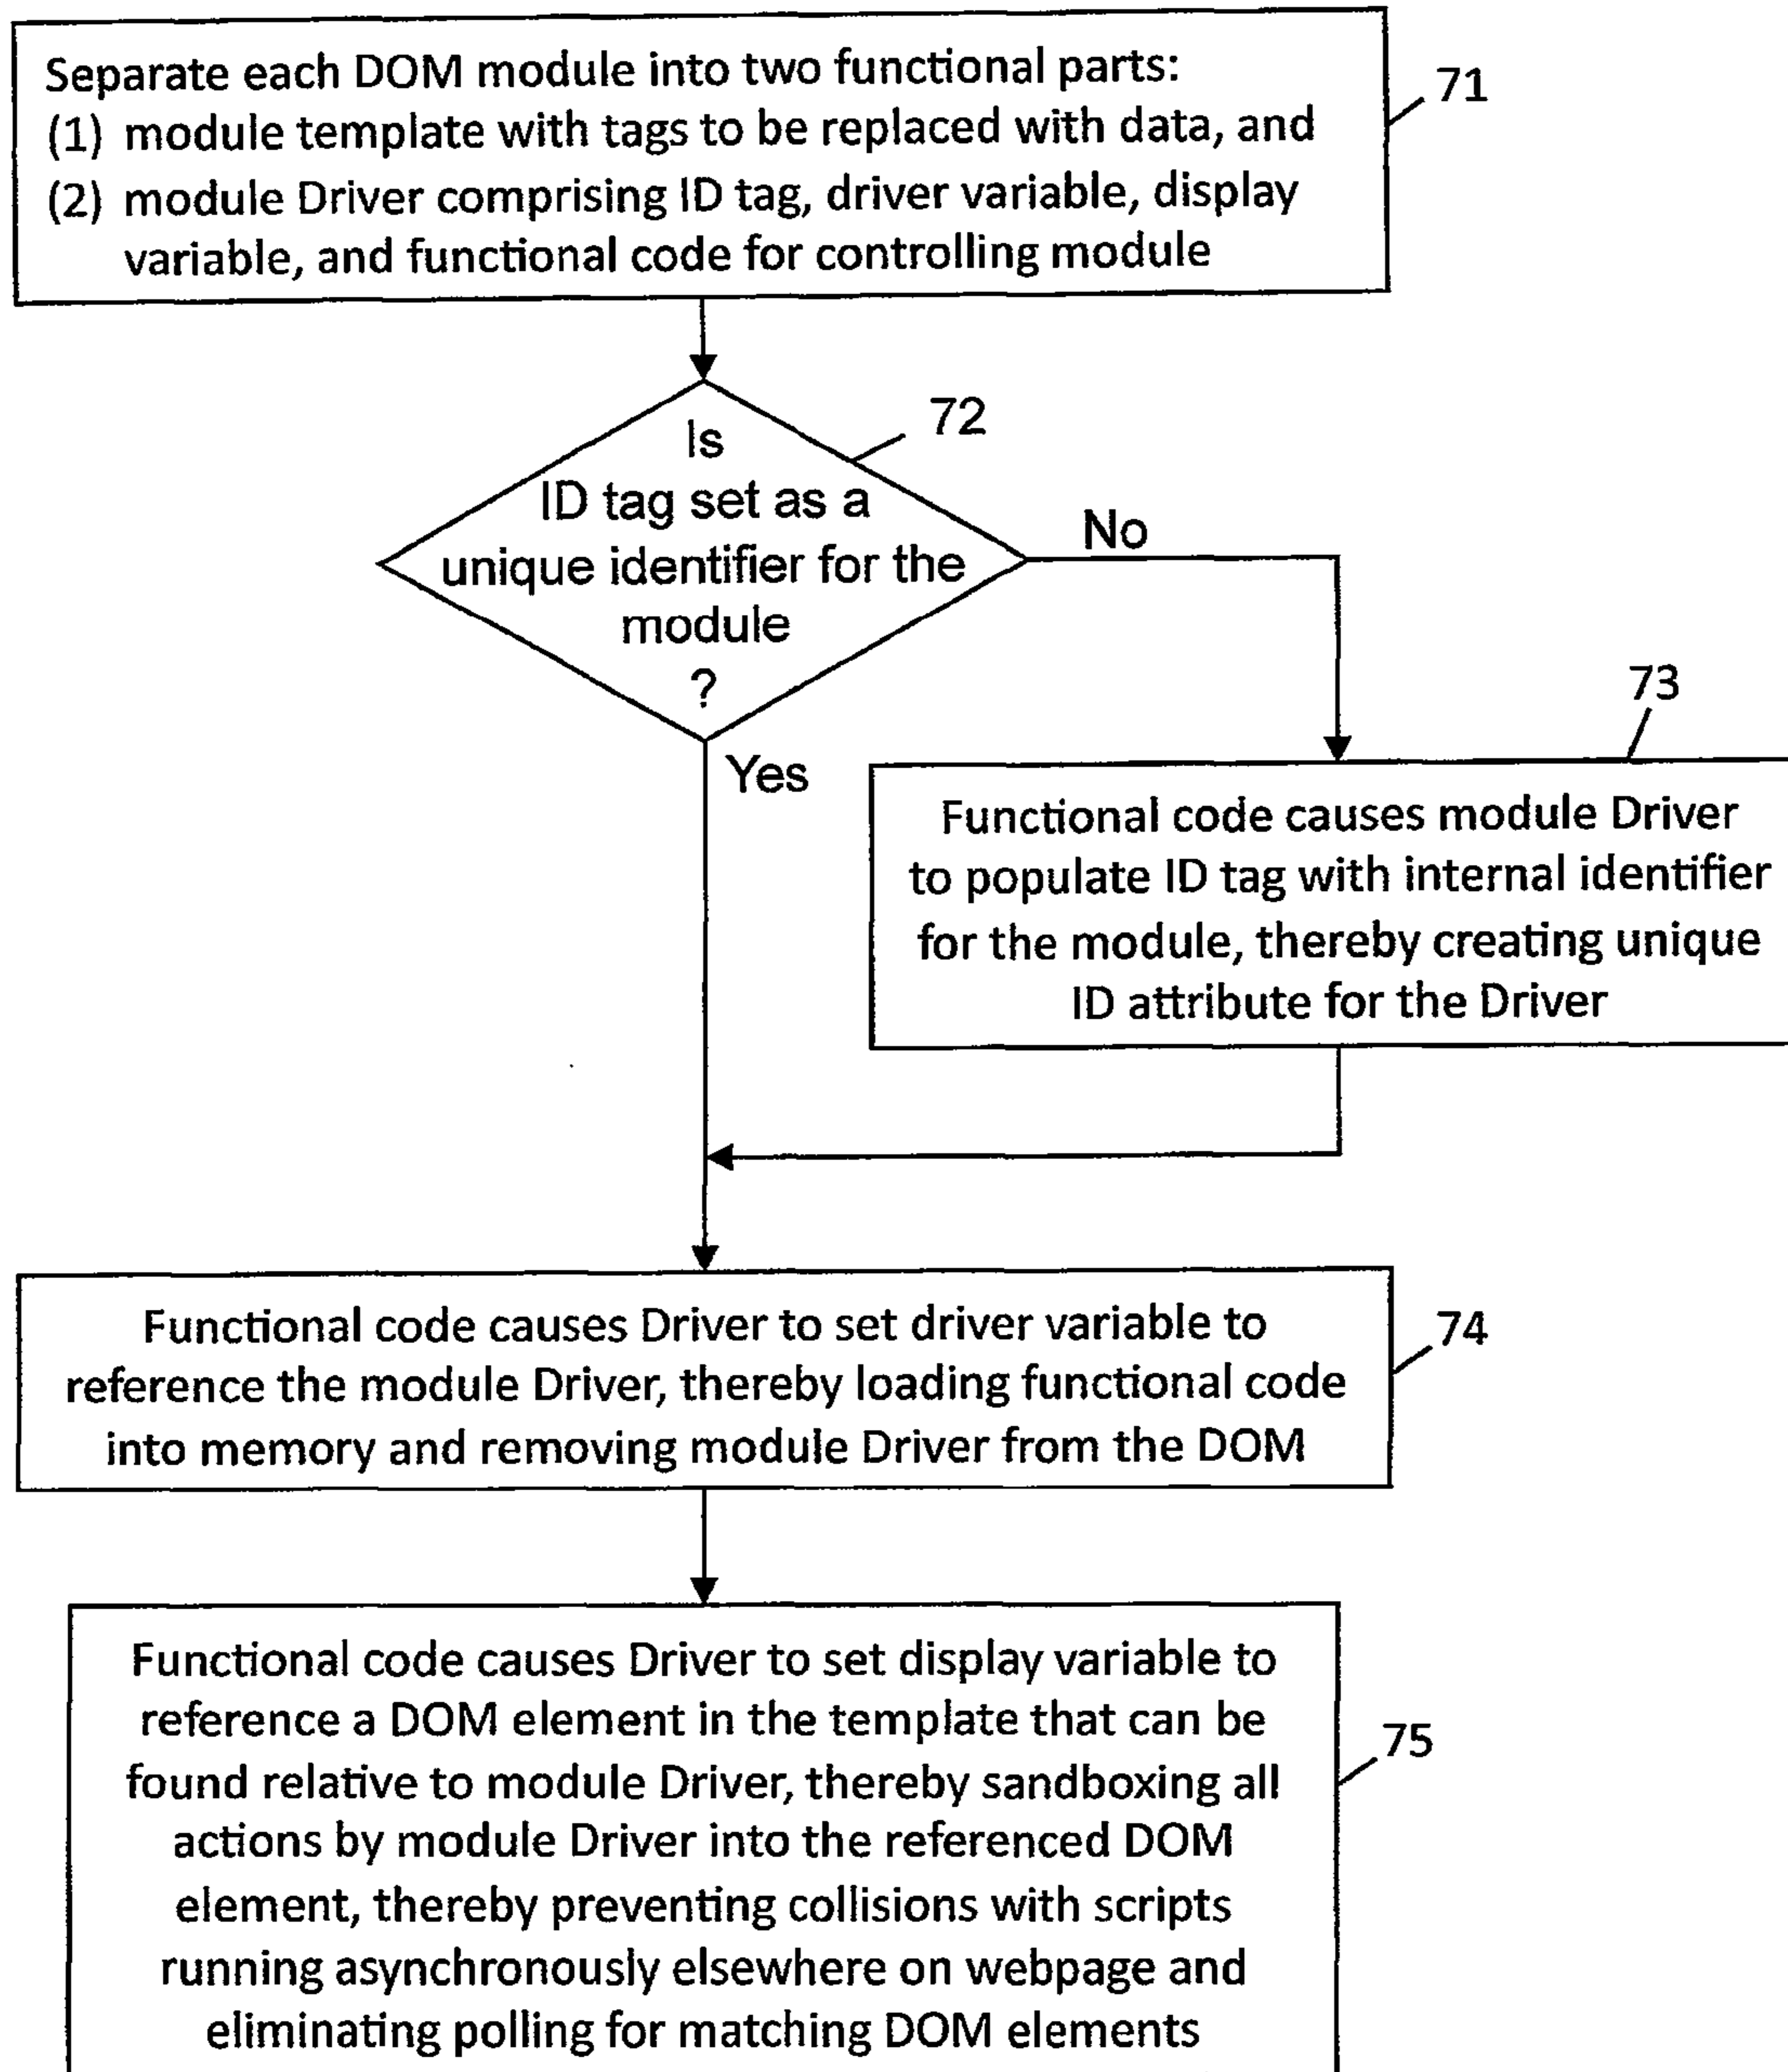 Separate each DOM module into two functional parts:
(1) module template with tags to be replaced with data, and
(2) module Driver comprising ID tag, driver variable, display
variable, and functional code for controlling module
71
Is
ID tag set as a
unique identifier for the
module
?
72
No
Yes
73
Functional code causes module Driver
to populate ID tag with internal identifier
for the module, thereby creating unique
ID attribute for the Driver
Functional code causes Driver to set driver variable to
reference the module Driver, thereby loading functional code
into memory and removing module Driver from the DOM
74
Functional code causes Driver to set display variable to
reference a DOM element in the template that can be
found relative to module Driver, thereby sandboxing all
actions by module Driver into the referenced DOM
element, thereby preventing collisions with scripts
running asynchronously elsewhere on webpage and
eliminating polling for matching DOM elements
75